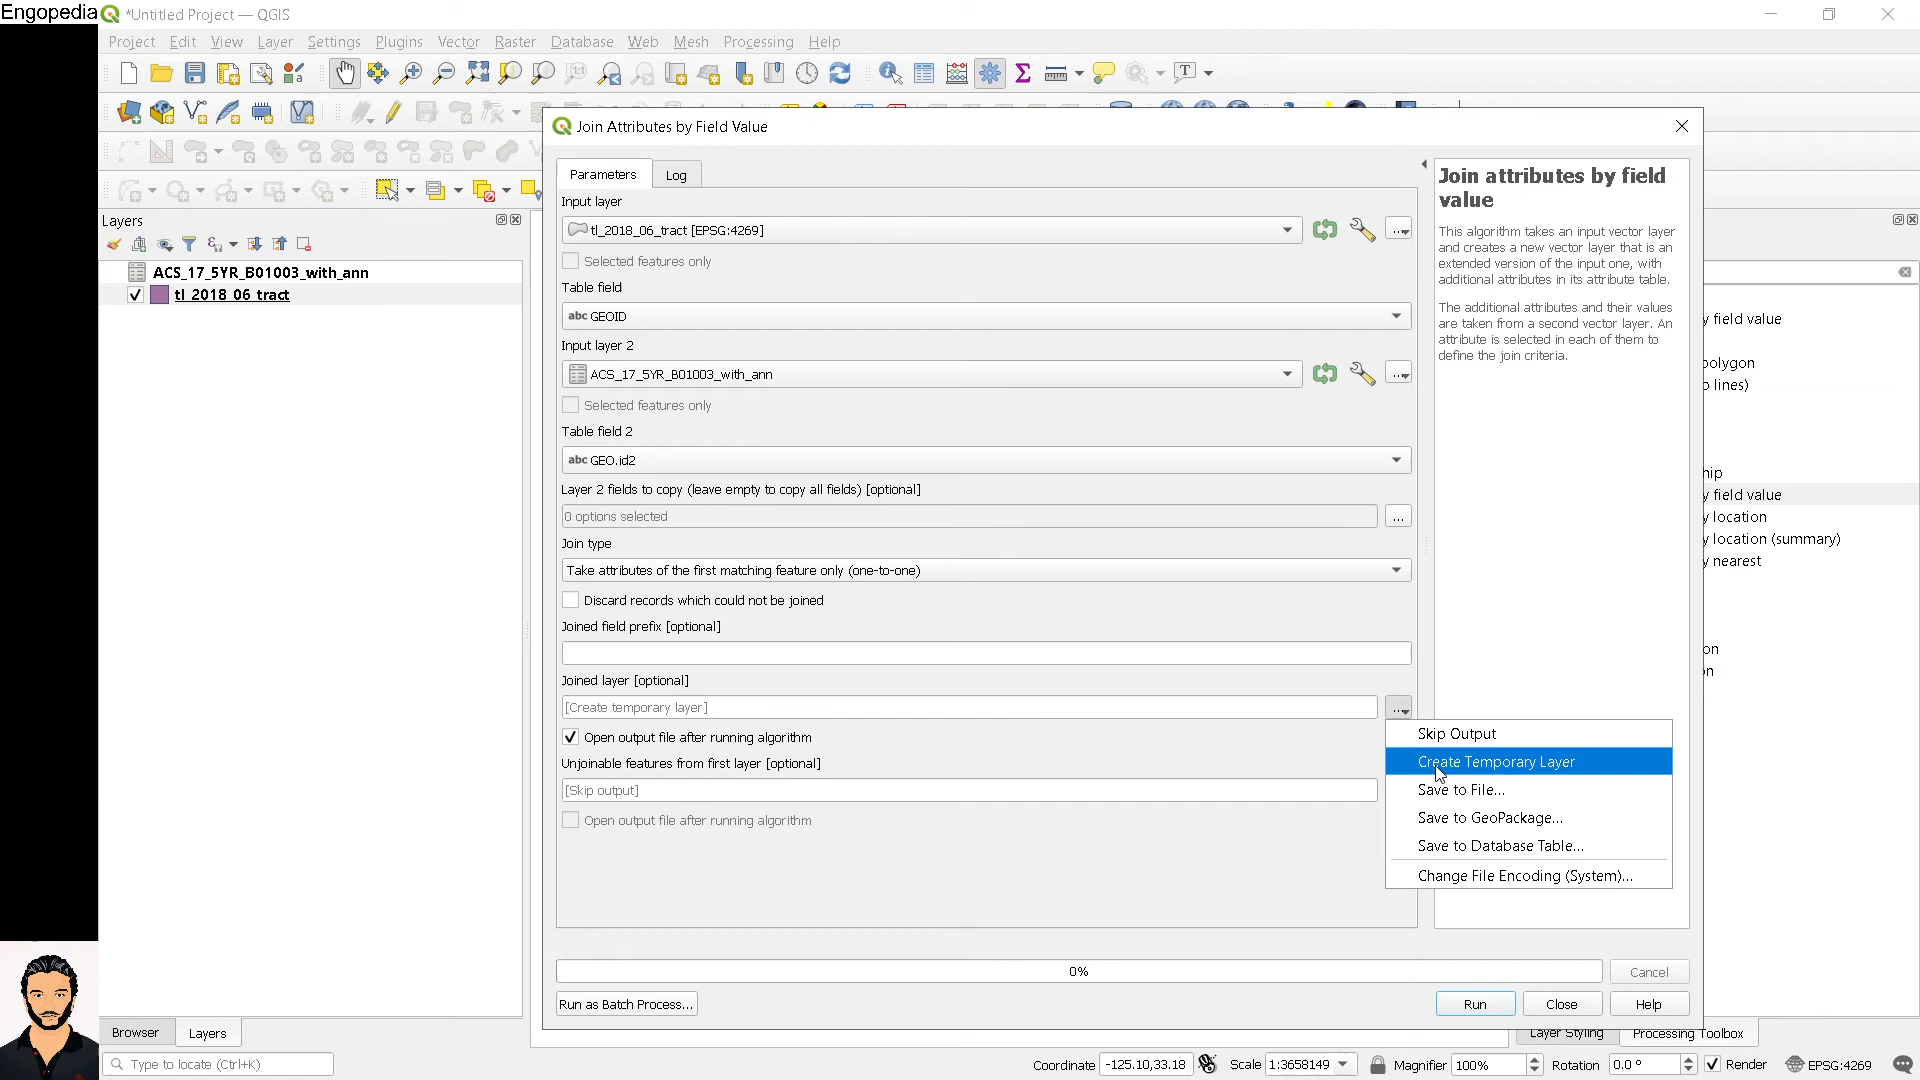 Engopedia
*Untitled Project — QGIS
Project Edit View Layer Settings Plugins Vector Raster Database Web Mesh Processing Help
Layers
ACS_17_5YR_B01003_with_ann
tl_2018_06_tract
Join Attributes by Field Value
Parameters Log
Input layer
tl_2018_06_tract [EPSG:4269]
...
Selected features only
Table field
abc GEOID
Input layer 2
ACS_17_5YR_B01003_with_ann
...
Selected features only
Table field 2
abc GEO.id2
Layer 2 fields to copy (leave empty to copy all fields) [optional]
0 options selected
...
Join type
Take attributes of the first matching feature only (one-to-one)
Discard records which could not be joined
Joined field prefix [optional]
Joined layer [optional]
[Create temporary layer]
...
Open output file after running algorithm
Unjoinable features from first layer [optional]
[Skip output]
Open output file after running algorithm
Skip Output
Create Temporary Layer
Save to File...
Save to GeoPackage...
Save to Database Table...
Change File Encoding (System)...
Join attributes by field
value
This algorithm takes an input vector layer
and creates a new vector layer that is an
extended version of the input one, with
additional attributes in its attribute table.
The additional attributes and their values
are taken from a second vector layer. An
attribute is selected in each of them to
define the join criteria.
y field value
polygon
o lines)
hip
y field value
y location
y location (summary)
y nearest
on
n
0%
Cancel
Run as Batch Process...
Run Close Help
Browser Layers
Layer Styling Processing Toolbox
Type to locate (Ctrl+K)
Coordinate -125.10,33.18 Scale 1:3658149 Magnifier 100% Rotation 0.0 ° Render EPSG:4269